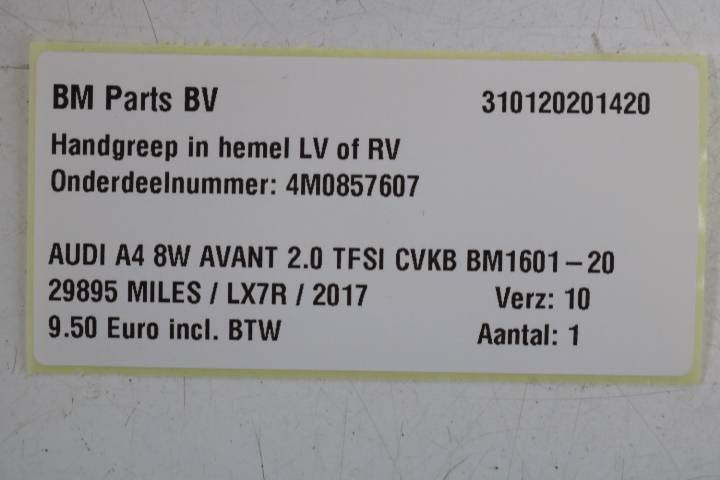 BM Parts BV 310120201420
Handgreep in hemel LV of RV
Onderdeelnummer: 4M0857607
AUDI A4 8W AVANT 2.0 TFSI CVKB BM1601-20
29895 MILES / LX7R / 2017 Verz: 10
9.50 Euro incl. BTW Aantal: 1